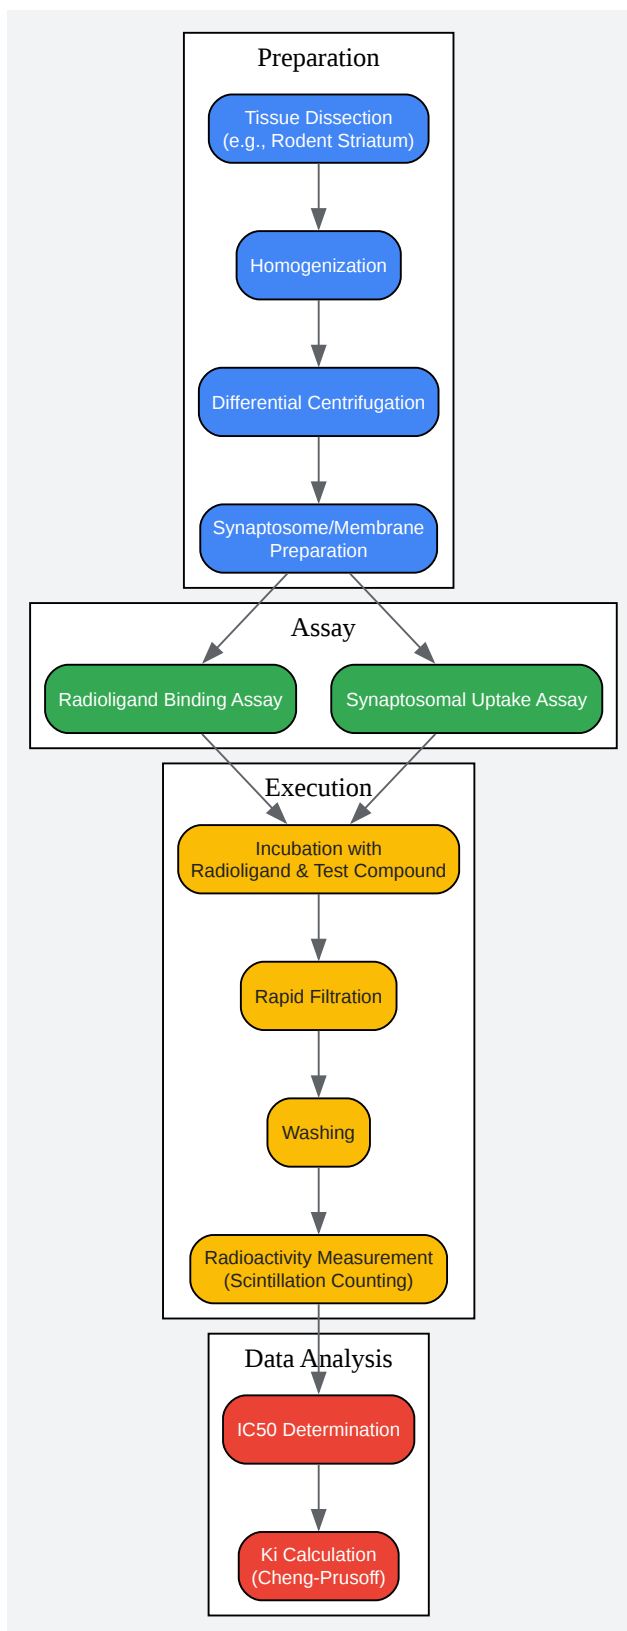 Preparation
Tissue Dissection
(e.g., Rodent Striatum)
Homogenization
Differential Centrifugation
Synaptosome/Membrane
Preparation
Assay
Radioligand Binding Assay
Synaptosomal Uptake Assay
Execution
Incubation with
Radioligand & Test Compound
Rapid Filtration
Washing
Radioactivity Measurement
(Scintillation Counting)
Data Analysis
IC50 Determination
Ki Calculation
(Cheng-Prusoff)